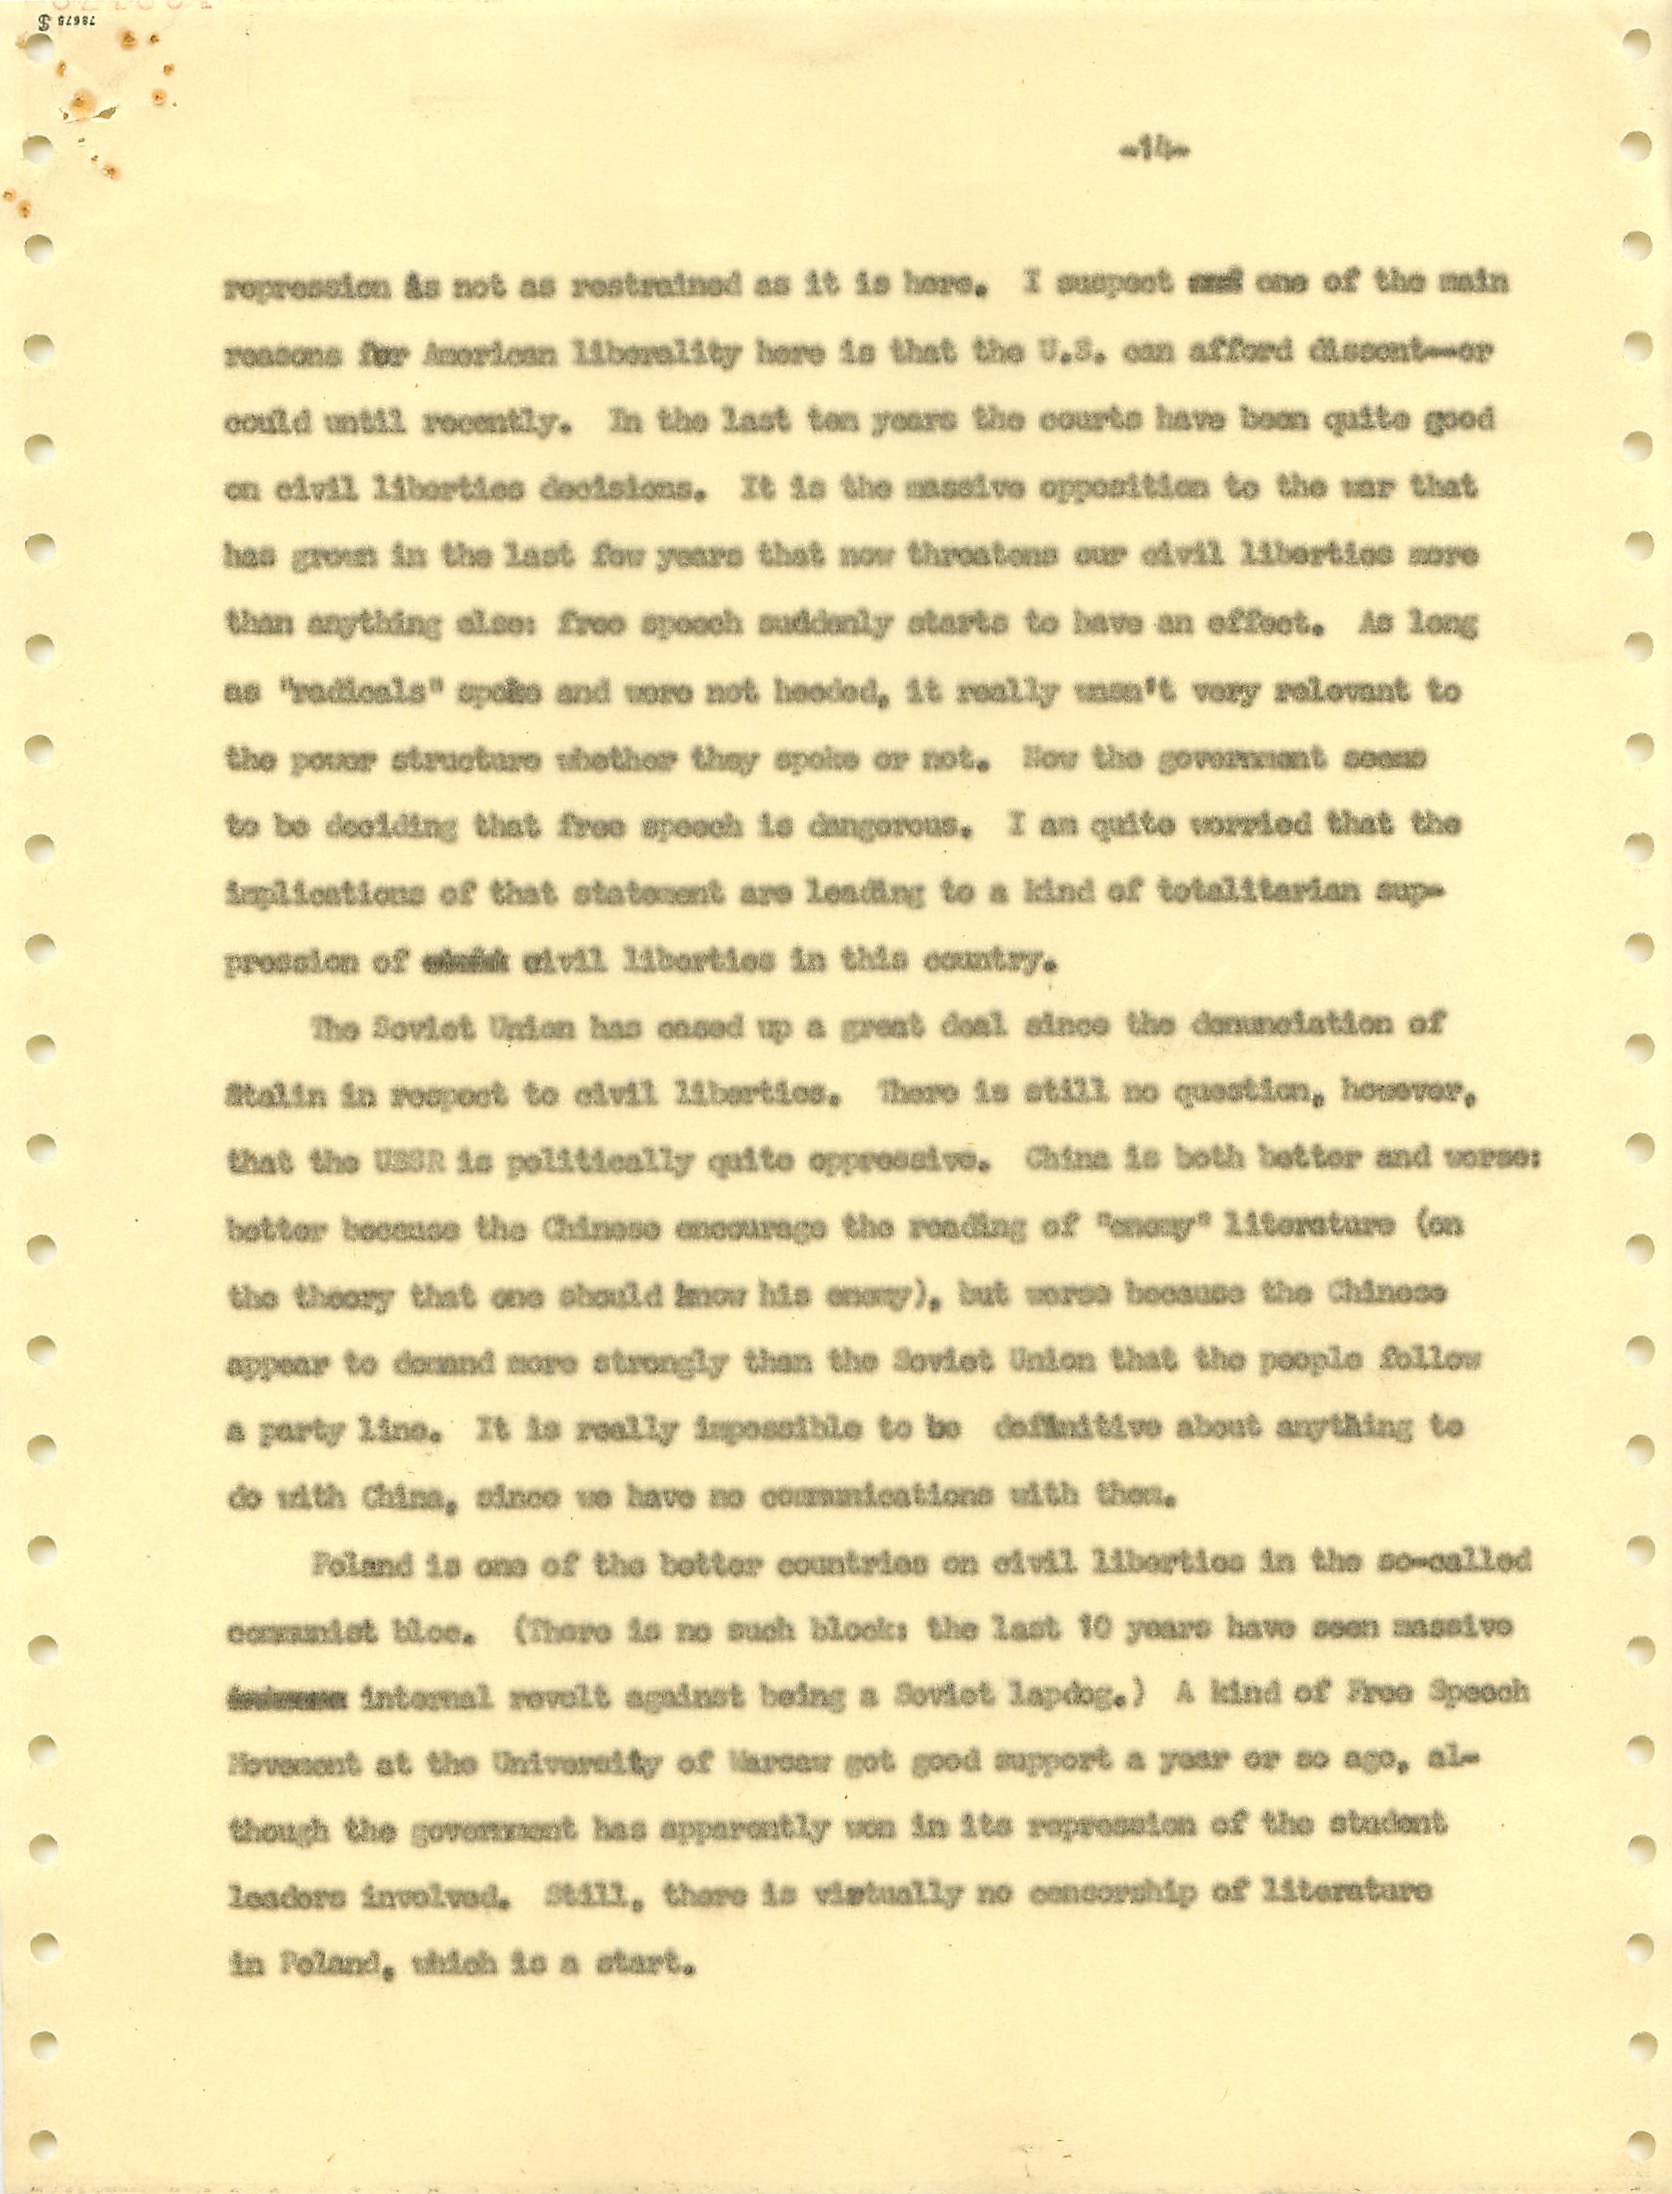 78675
-14-
repression is not as restrained as it is here. I suspect one of the main
reasons for American liberality here is that the U.S. can afford dissent--or
could until recently. In the last ten years the courts have been quite good
on civil liberties decisions. It is the massive opposition to the war that
has grown in the last few years that now threatens our civil liberties more
than anything else: free speech suddenly starts to have an effect. As long
as "radicals" spoke and were not heeded, it really wasn't very relevant to
the power structure whether they spoke or not. Now the government seems
to be deciding that free speech is dangerous. I am quite worried that the
implications of that statement are leading to a kind of totalitarian sup-
pression of civil liberties in this country.
The Soviet Union has eased up a great deal since the denunciation of
Stalin in respect to civil liberties. There is still no question, however,
that the USSR is politically quite oppressive. China is both better and worse:
better because the Chinese encourage the reading of "enemy" literature (on
the theory that one should know his enemy), but worse because the Chinese
appear to demand more strongly than the Soviet Union that the people follow
a party line. It is really impossible to be definitive about anything to
do with China, since we have no communications with them.
Poland is one of the better countries on civil liberties in the so-called
communist bloc. (There is no such block: the last 10 years have seen massive
internal revolt against being a Soviet lapdog.) A kind of Free Speech
Movement at the University of Warsaw got good support a year or so ago, al-
though the government has apparently won in its repression of the student
leaders involved. Still, there is virtually no censorship of literature
in Poland, which is a start.